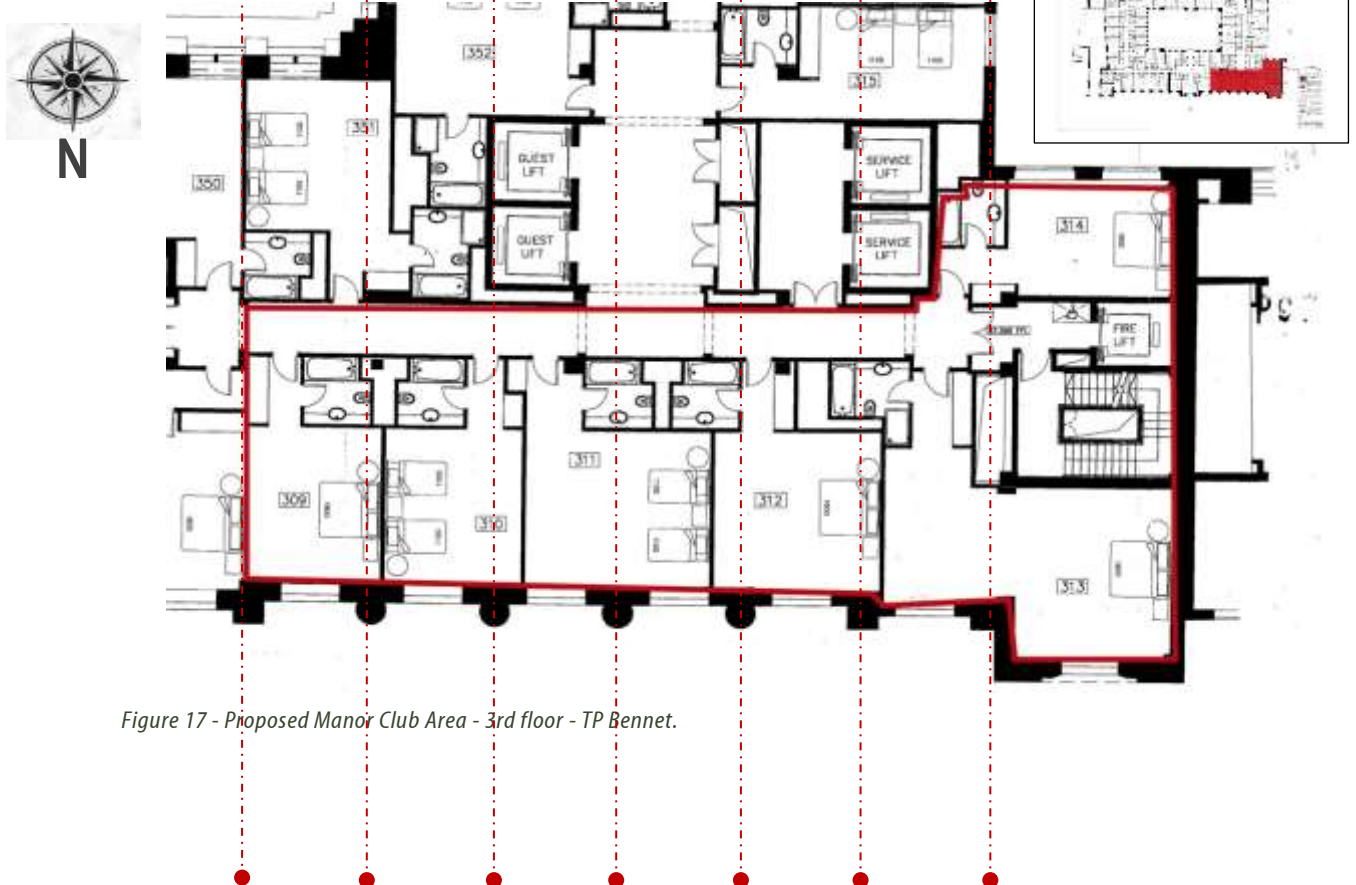 352
315
351
350
GUEST
LIFT
SERVICE
LIFT
GUEST
LIFT
SERVICE
LIFT
314
FIRE
LIFT
311
309
310
312
313
N
Figure 17 - Proposed Manor Club Area - 3rd floor - TP Bennet.